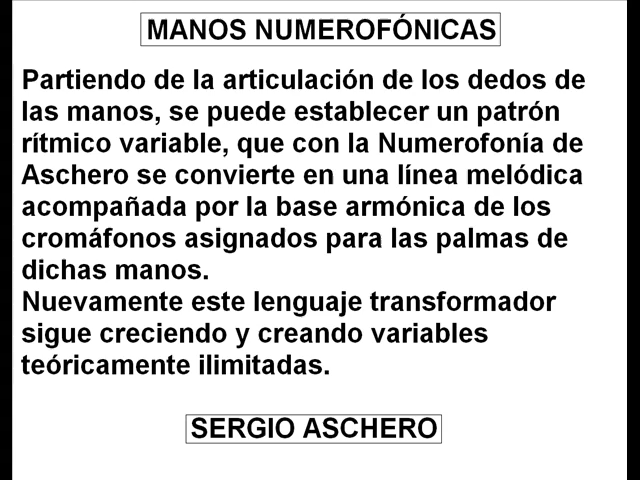 MANOS NUMEROFÓNICAS
Partiendo de la articulación de los dedos de
las manos, se puede establecer un patrón
rítmico variable, que con la Numerofonía de
Aschero se convierte en una línea melódica
acompañada por la base armónica de los
cromáfonos asignados para las palmas de
dichas manos.
Nuevamente este lenguaje transformador
sigue creciendo y creando variables
teóricamente ilimitadas.
SERGIO ASCHERO